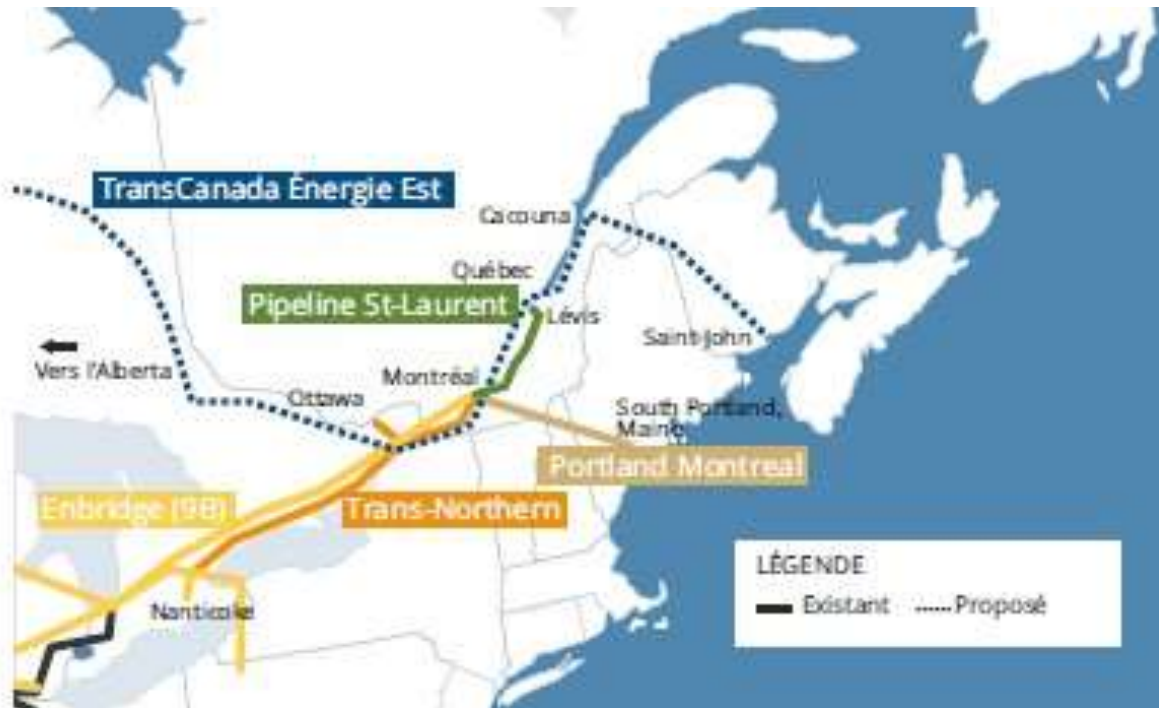 TransCanada Énergie Est
Cacouna
Québec
Pipeline St-Laurent
Lévis
Saint-John
Vers l'Alberta
Montréal
Ottawa
South Portland,
Maine
Portland Montreal
Enbridge (9B)
Trans-Northern
LÉGENDE
Existant
Proposé
Nanticoke